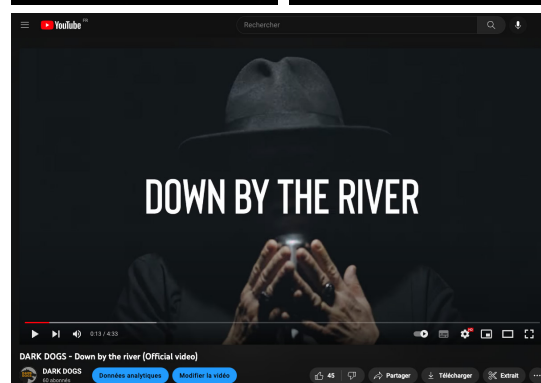 YouTube FR
Rechercher
DOWN BY THE RIVER
0:13 / 4:33
DARK DOGS - Down by the river (Official video)
DARK DOGS
60 abonnés
Données analytiques
Modifier la vidéo
45
Partager
Télécharger
Extrait